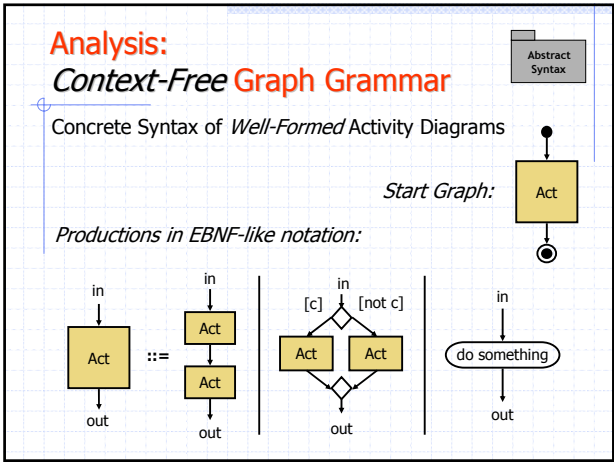 Analysis:
Context-Free Graph Grammar
Abstract
Syntax
Concrete Syntax of Well-Formed Activity Diagrams
Start Graph:
Act
Productions in EBNF-like notation:
in
Act
out
::=
in
Act
Act
out
in
[c]
[not c]
Act
Act
out
in
do something
out